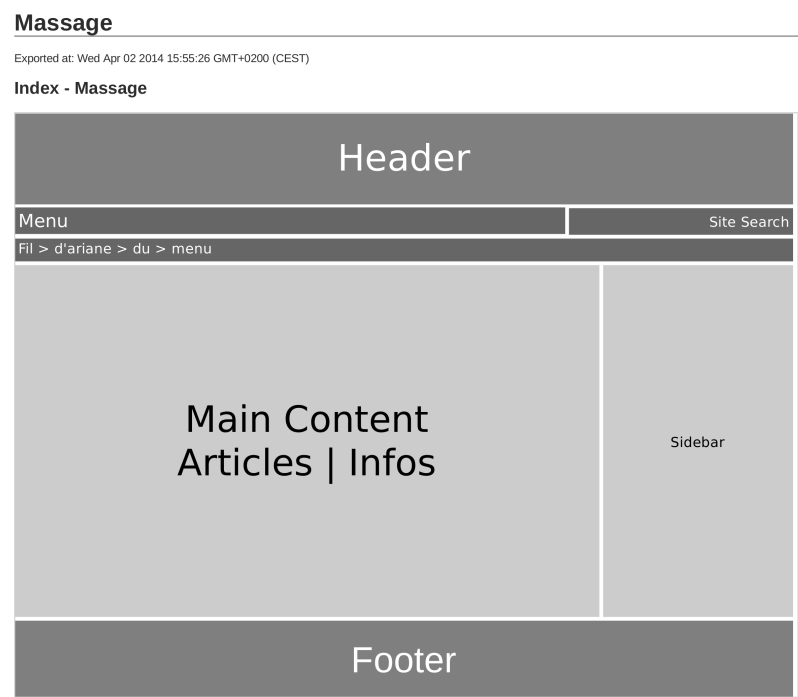 Massage
Exported at: Wed Apr 02 2014 15:55:26 GMT+0200 (CEST)
Index - Massage
Header
Menu
Site Search
Fil > d'ariane > du > menu
Main Content
Articles | Infos
Sidebar
Footer